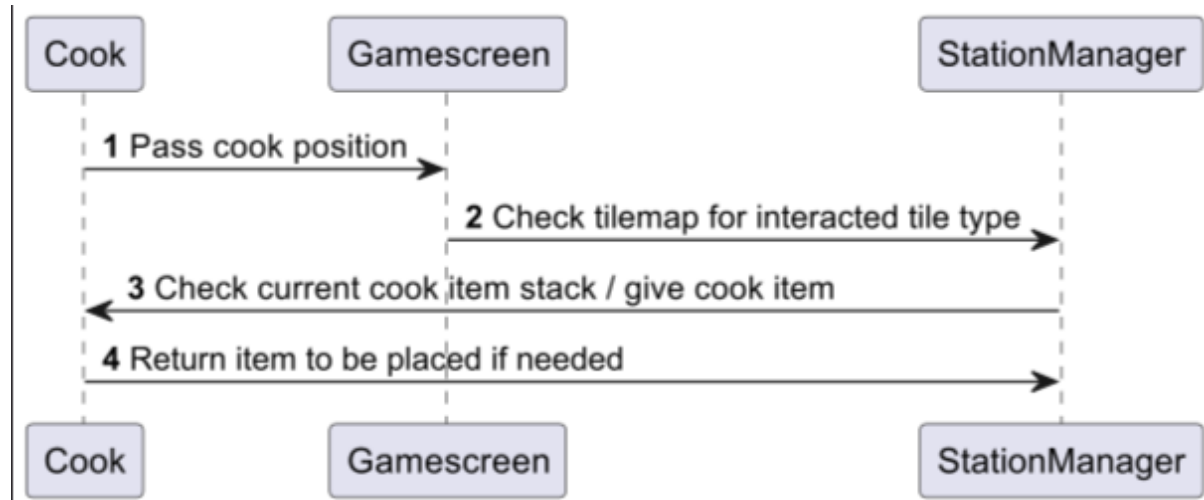 Cook
Gamescreen
StationManager
1 Pass cook position
2 Check tilemap for interacted tile type
3 Check current cook item stack / give cook item
4 Return item to be placed if needed
Cook
Gamescreen
StationManager